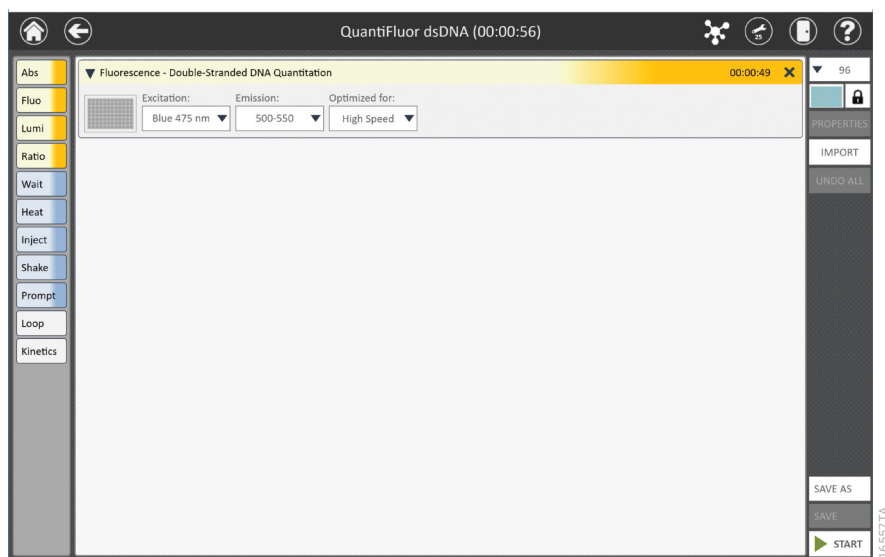 QuantiFluor dsDNA (00:00:56)
25
?
Abs
Fluo
Lumi
Ratio
Wait
Heat
Inject
Shake
Prompt
Loop
Kinetics
Fluorescence - Double-Stranded DNA Quantitation
00:00:49 X
Excitation:
Emission:
Optimized for:
Blue 475 nm
500-550
High Speed
96
PROPERTIES
IMPORT
UNDO ALL
SAVE AS
SAVE
START
16557TA